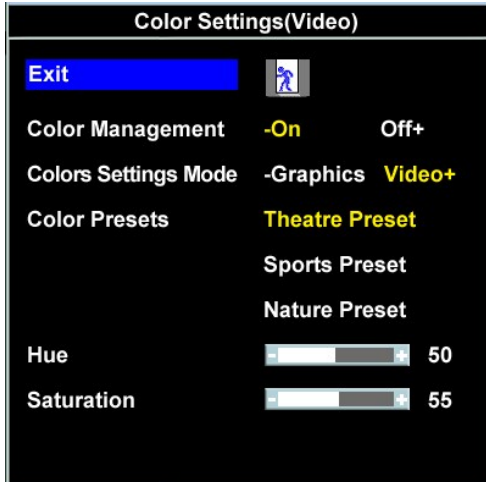 Color Settings(Video)
Exit
Color Management -On Off+
Colors Settings Mode -Graphics Video+
Color Presets Theatre Preset
Sports Preset
Nature Preset
Hue - + 50
Saturation - + 55